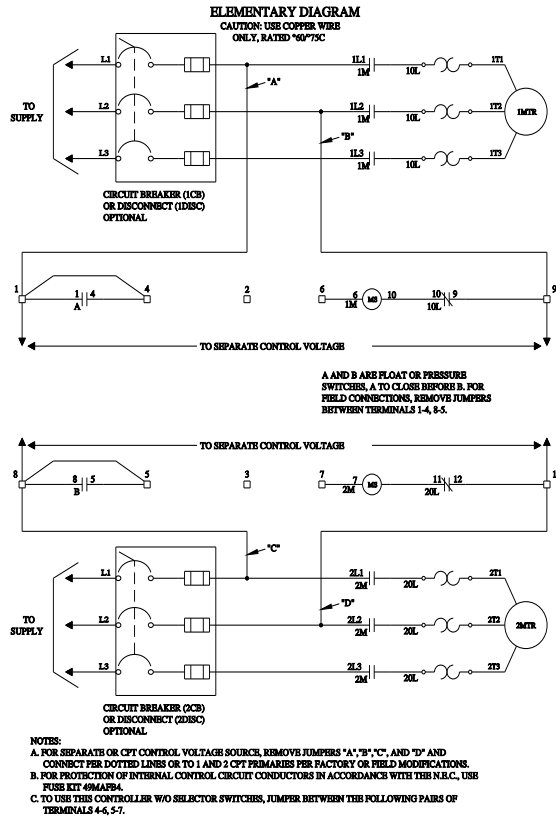 ELEMENTARY DIAGRAM
CAUTION: USE COPPER WIRE
ONLY, RATED °60/°75C
L1
"A"
1L1
1M
10L
1T1
TO
SUPPLY
L2
"B"
1L2
1M
10L
1T2
1MTR
L3
1L3
1M
10L
1T3
CIRCUIT BREAKER (1CB)
OR DISCONNECT (1DISC)
OPTIONAL
1
1 4
A
4
2
6
6
1M
MS
10
10 9
10L
9
TO SEPARATE CONTROL VOLTAGE
A AND B ARE FLOAT OR PRESSURE
SWITCHES, A TO CLOSE BEFORE B. FOR
FIELD CONNECTIONS, REMOVE JUMPERS
BETWEEN TERMINALS 1-4, 8-5.
TO SEPARATE CONTROL VOLTAGE
8
8 5
B
5
3
7
7
2M
MS
11 12
20L
1
"C"
L1
2L1
2M
20L
2T1
"D"
TO
SUPPLY
L2
2L2
2M
20L
2T2
2MTR
L3
2L3
2M
20L
2T3
CIRCUIT BREAKER (2CB)
OR DISCONNECT (2DISC)
OPTIONAL
NOTES:
A. FOR SEPARATE OR CPT CONTROL VOLTAGE SOURCE, REMOVE JUMPERS "A","B","C", AND "D" AND
CONNECT PER DOTTED LINES OR TO 1 AND 2 CPT PRIMARIES PER FACTORY OR FIELD MODIFICATIONS.
B. FOR PROTECTION OF INTERNAL CONTROL CIRCUIT CONDUCTORS IN ACCORDANCE WITH THE N.E.C., USE
FUSE KIT 49MAFB4.
C. TO USE THIS CONTROLLER W/O SELECTOR SWITCHES, JUMPER BETWEEN THE FOLLOWING PAIRS OF
TERMINALS 4-6, 5-7.